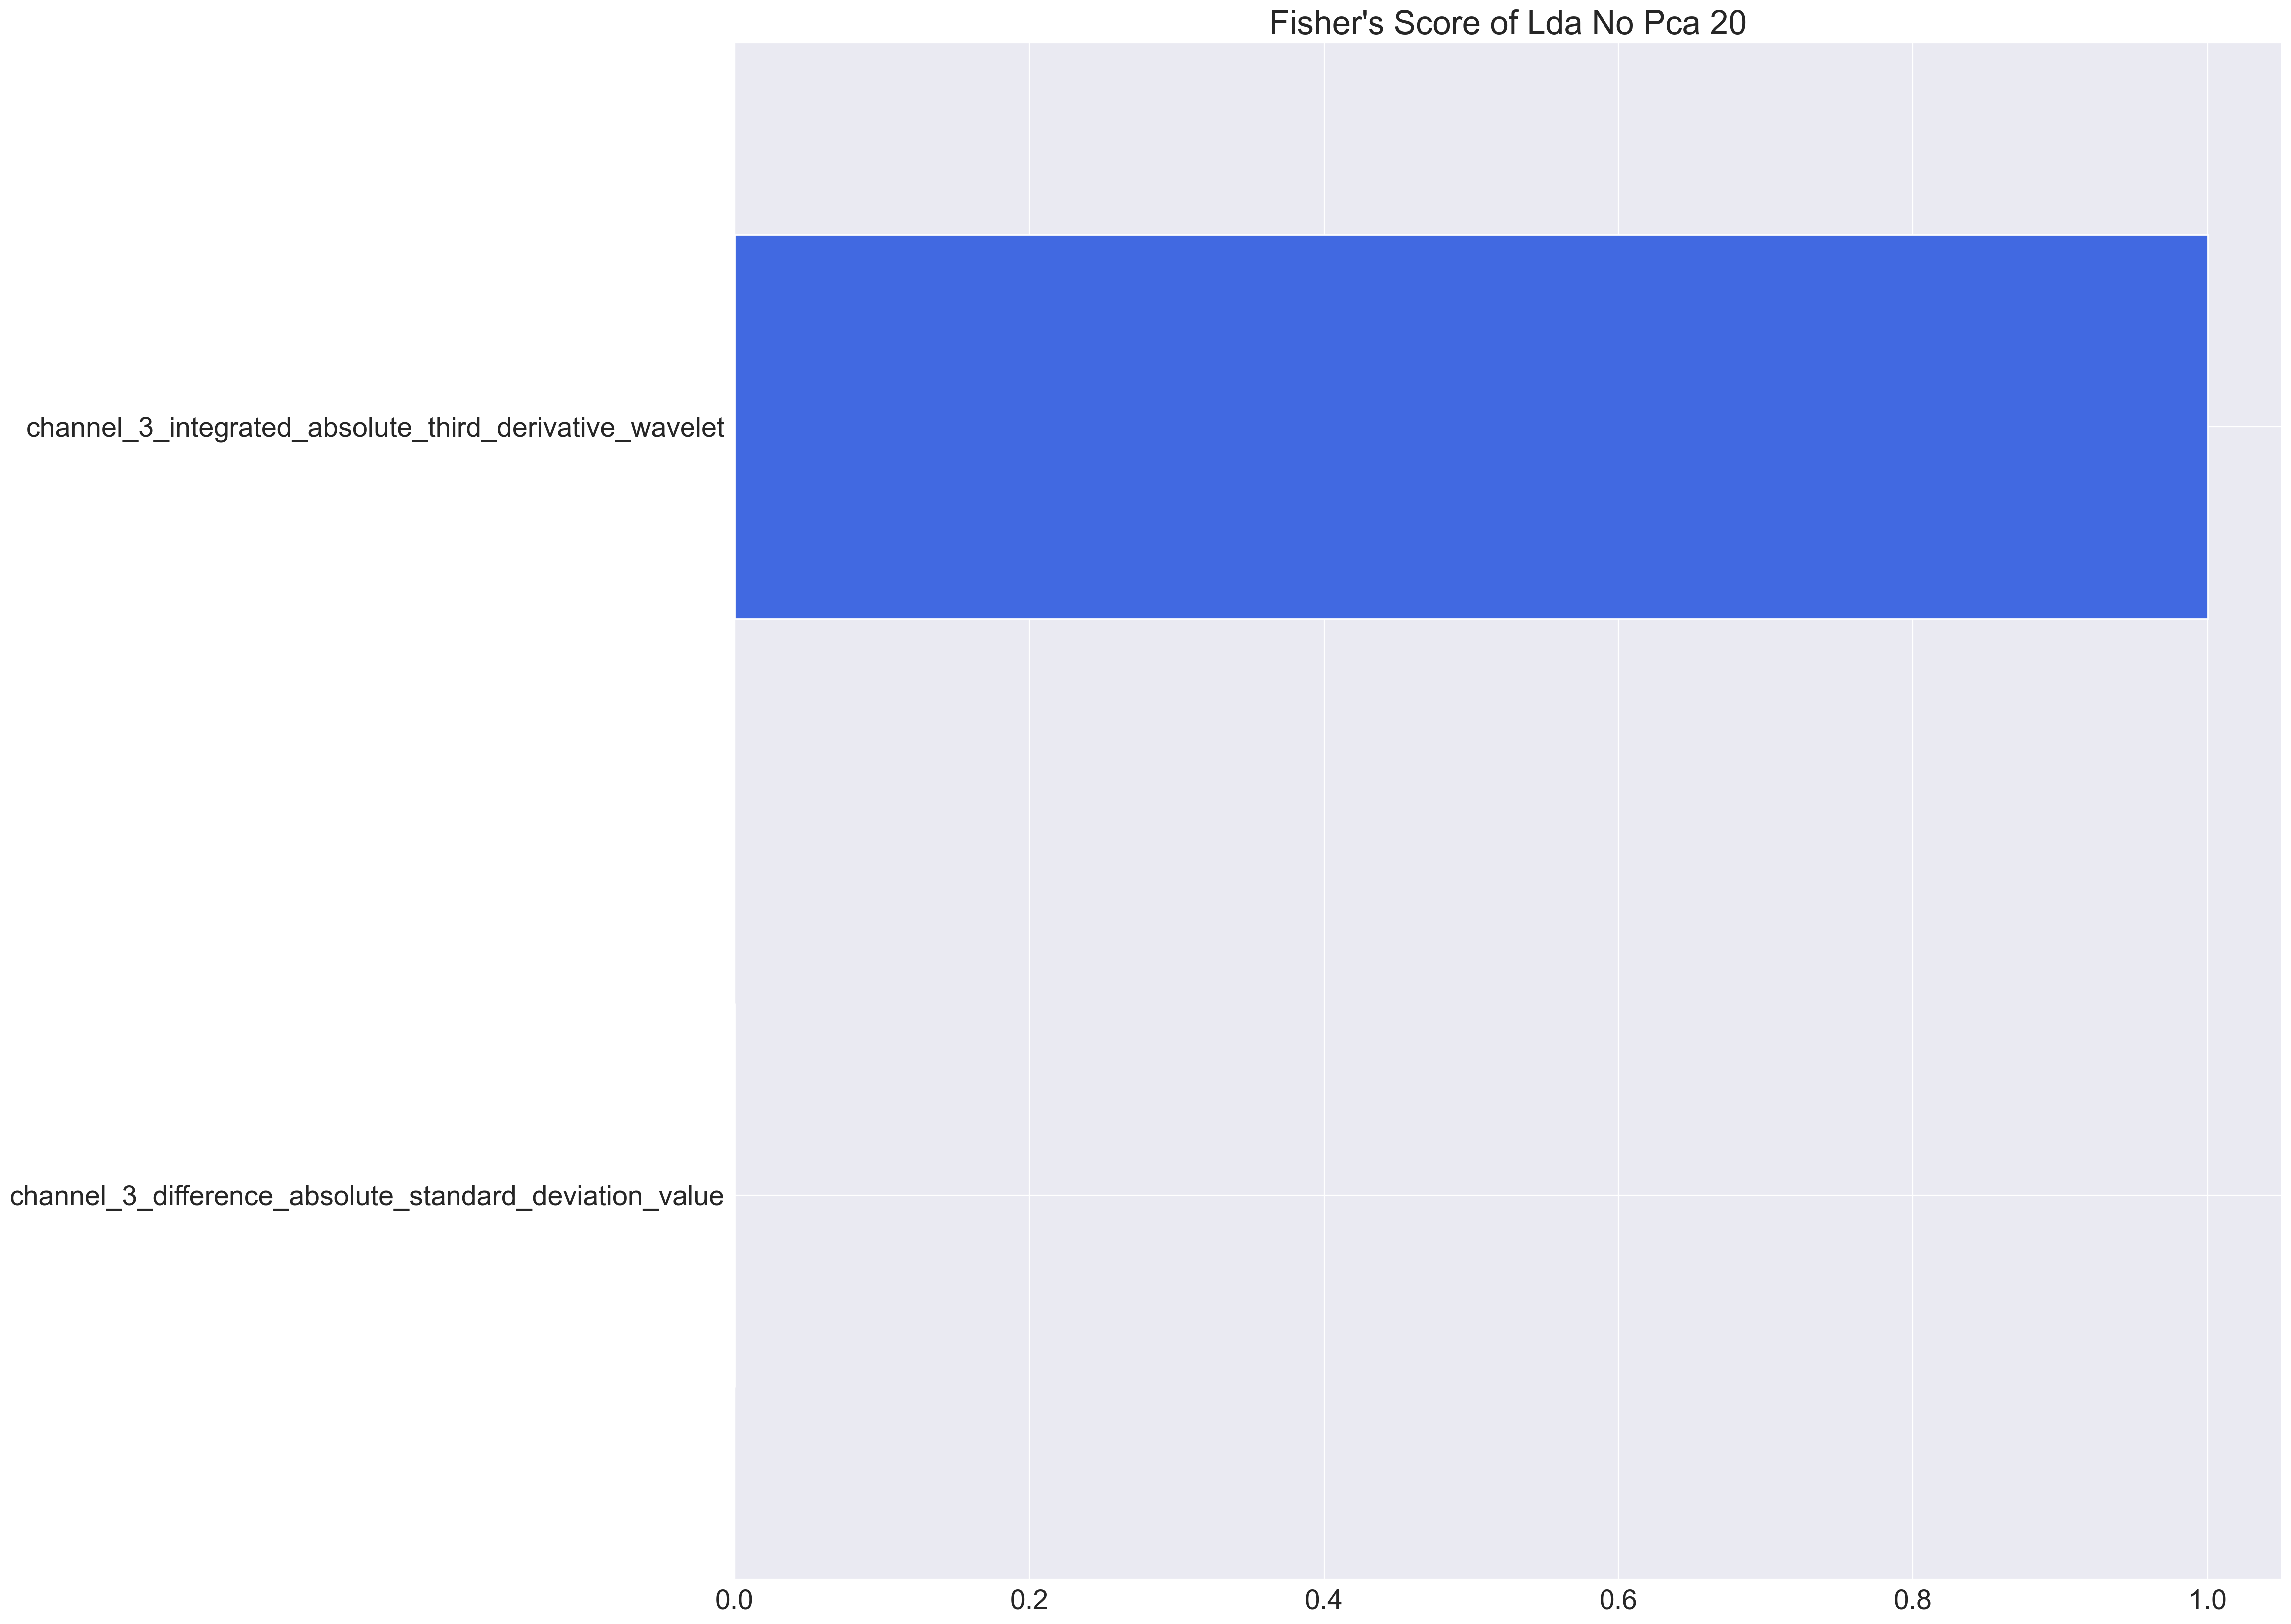 Fisher's Score of Lda No Pca 20
channel_3_integrated_absolute_third_derivative_wavelet
channel_3_difference_absolute_standard_deviation_value
0.0 0.2 0.4 0.6 0.8 1.0